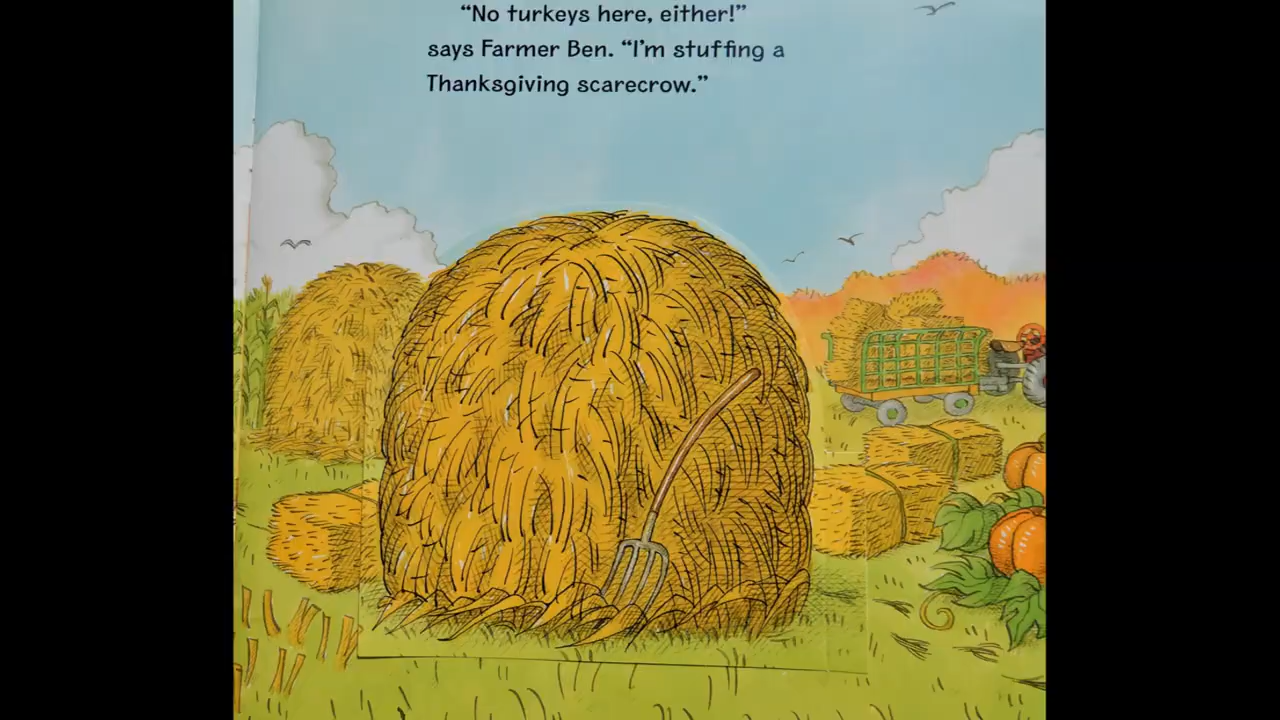 “No turkeys here, either!”
says Farmer Ben. “I’m stuffing a
Thanksgiving scarecrow.”